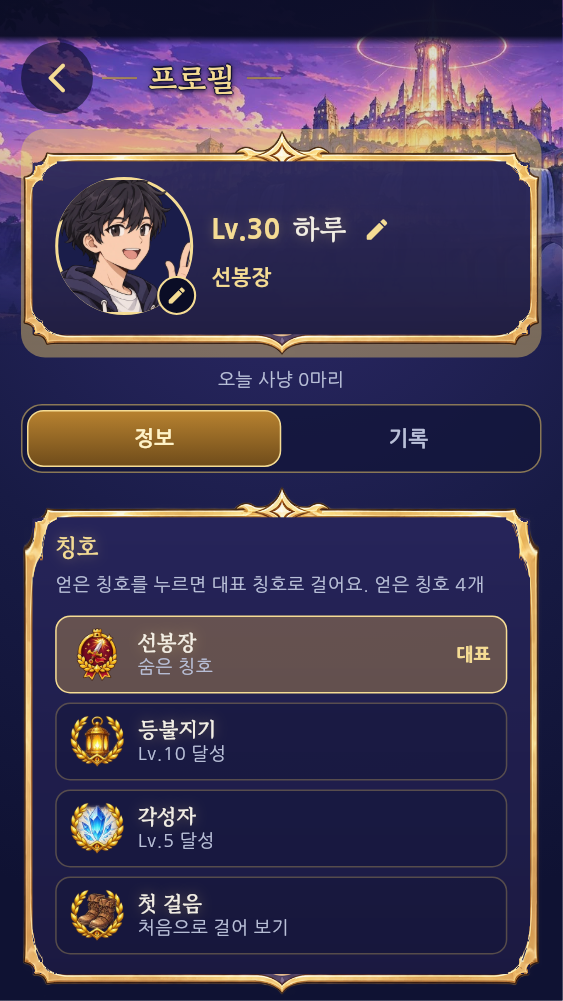 프로필
Lv.30 하루
선봉장
오늘 사냥 0마리
정보
기록
칭호
얻은 칭호를 누르면 대표 칭호로 걸어요. 얻은 칭호 4개
선봉장
숨은 칭호
대표
등불지기
Lv.10 달성
각성자
Lv.5 달성
첫 걸음
처음으로 걸어 보기